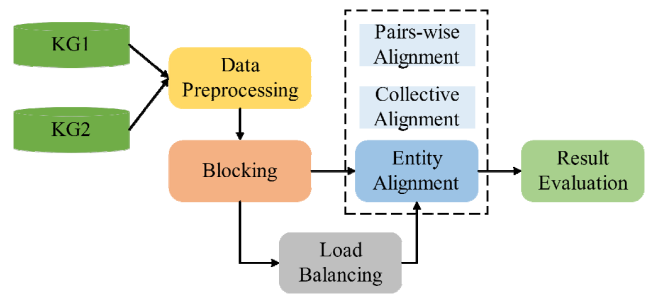 KG1
KG2
Data
Preprocessing
Blocking
Load
Balancing
Pairs-wise
Alignment
Collective
Alignment
Entity
Alignment
Result
Evaluation